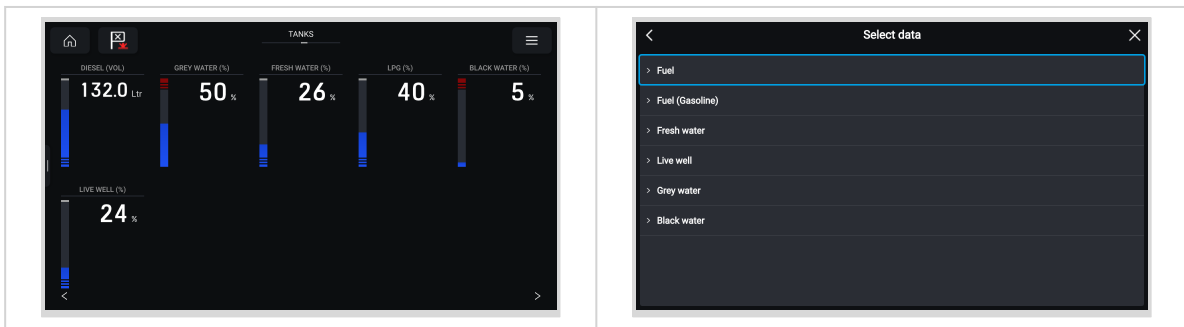 TANKS
DIESEL (VOL) GREY WATER (%) FRESH WATER (%) LPG (%) BLACK WATER (%)
132.0 Ltr 50 % 26 % 40 % 5 %
LIVE WELL (%)
24 %
Select data
Fuel
Fuel (Gasoline)
Fresh water
Live well
Grey water
Black water